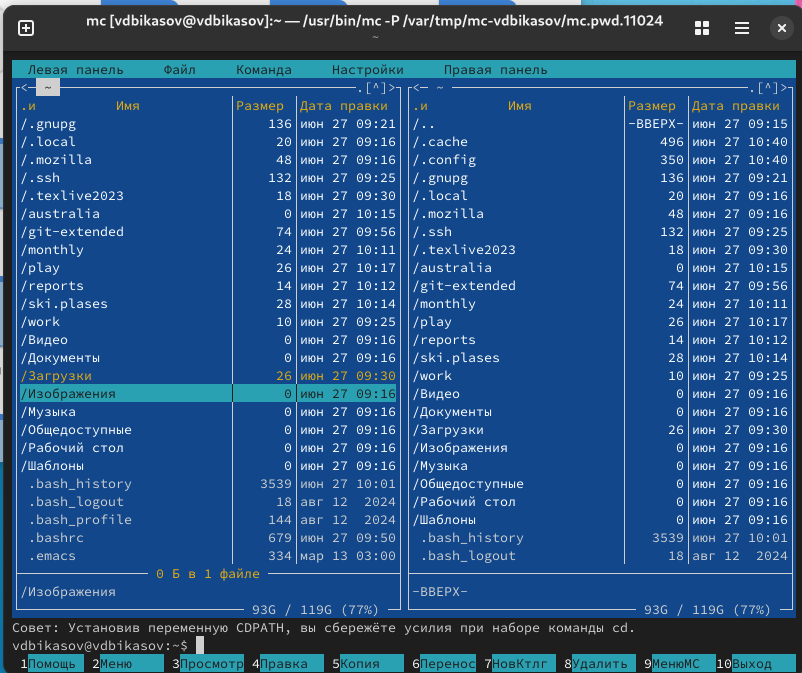 mc [vdbikasov@vdbikasov]:~ — /usr/bin/mc -P /var/tmp/mc-vdbikasov/mc.pwd.11024
~
Левая панель Файл Команда Настройки Правая панель
<─ ~ .[^]> <─ ~ .[^]>
.и Имя Размер Дата правки .и Имя Размер Дата правки
/.gnupg 136 июн 27 09:21 /.. -ВВЕРХ- июн 27 09:15
/.local 20 июн 27 09:16 /.cache 496 июн 27 10:40
/.mozilla 48 июн 27 09:16 /.config 350 июн 27 10:40
/.ssh 132 июн 27 09:25 /.gnupg 136 июн 27 09:21
/.texlive2023 18 июн 27 09:30 /.local 20 июн 27 09:16
/australia 0 июн 27 10:15 /.mozilla 48 июн 27 09:16
/git-extended 74 июн 27 09:56 /.ssh 132 июн 27 09:25
/monthly 24 июн 27 10:11 /.texlive2023 18 июн 27 09:30
/play 26 июн 27 10:17 /australia 0 июн 27 10:15
/reports 14 июн 27 10:12 /git-extended 74 июн 27 09:56
/ski.plases 28 июн 27 10:14 /monthly 24 июн 27 10:11
/work 10 июн 27 09:25 /play 26 июн 27 10:17
/Видео 0 июн 27 09:16 /reports 14 июн 27 10:12
/Документы 0 июн 27 09:16 /ski.plases 28 июн 27 10:14
/Загрузки 26 июн 27 09:30 /work 10 июн 27 09:25
/Изображения 0 июн 27 09:16 /Видео 0 июн 27 09:16
/Музыка 0 июн 27 09:16 /Документы 0 июн 27 09:16
/Общедоступные 0 июн 27 09:16 /Загрузки 26 июн 27 09:30
/Рабочий стол 0 июн 27 09:16 /Изображения 0 июн 27 09:16
/Шаблоны 0 июн 27 09:16 /Музыка 0 июн 27 09:16
.bash_history 3539 июн 27 10:01 /Общедоступные 0 июн 27 09:16
.bash_logout 18 авг 12 2024 /Рабочий стол 0 июн 27 09:16
.bash_profile 144 авг 12 2024 /Шаблоны 0 июн 27 09:16
.bashrc 679 июн 27 09:50 .bash_history 3539 июн 27 10:01
.emacs 334 мар 13 03:00 .bash_logout 18 авг 12 2024
0 Б в 1 файле
/Изображения -ВВЕРХ-
93G / 119G (77%) 93G / 119G (77%)
Совет: Установив переменную CDPATH, вы сбережёте усилия при наборе команды cd.
vdbikasov@vdbikasov:~$
1Помощь 2Меню 3Просмотр 4Правка 5Копия 6Перенос 7НовКтлг 8Удалить 9МенюМС 10Выход